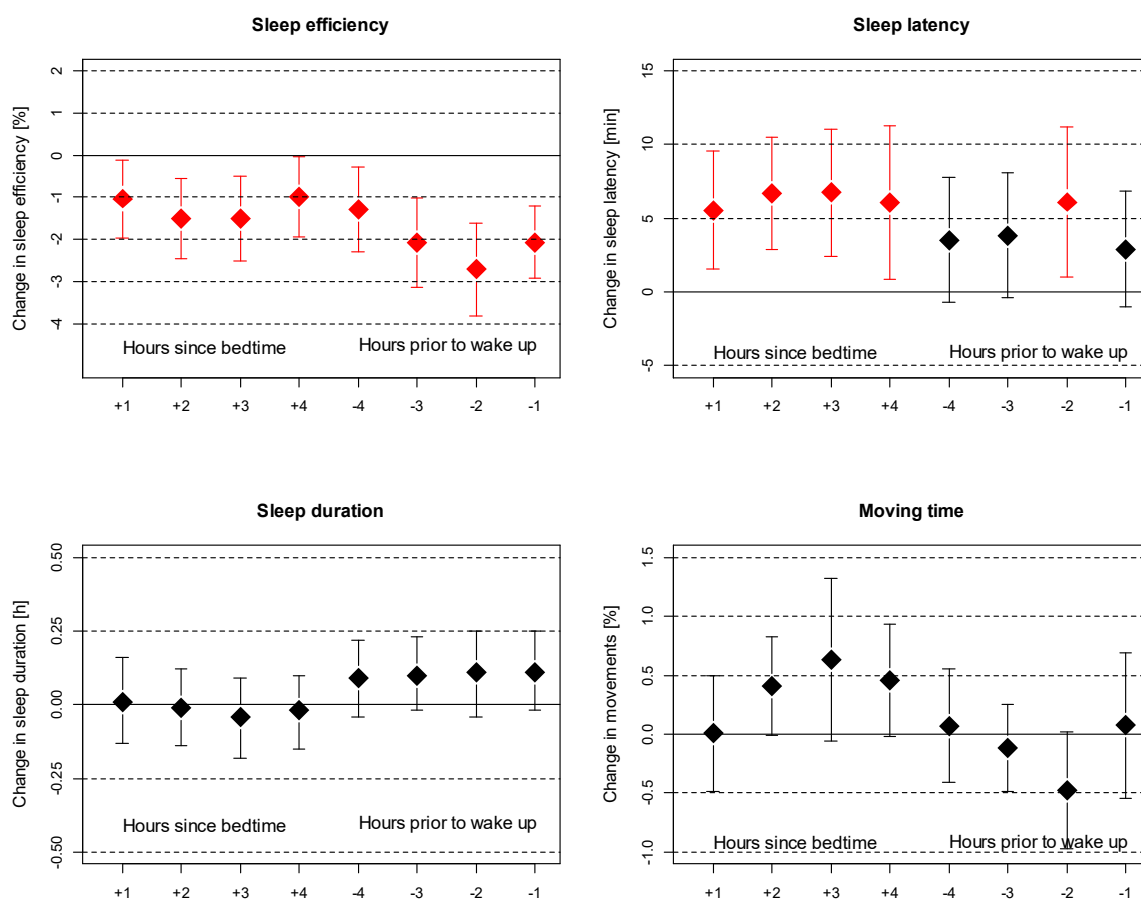 Sleep efficiency
Change in sleep efficiency [%]
2
1
0
-1
-2
-3
-4
Hours since bedtime
Hours prior to wake up
+1 +2 +3 +4 -4 -3 -2 -1
Sleep latency
Change in sleep latency [min]
15
10
5
0
-5
Hours since bedtime
Hours prior to wake up
+1 +2 +3 +4 -4 -3 -2 -1
Sleep duration
Change in sleep duration [h]
0.50
0.25
0.00
-0.25
-0.50
Hours since bedtime
Hours prior to wake up
+1 +2 +3 +4 -4 -3 -2 -1
Moving time
Change in movements [%]
1.5
1.0
0.5
0.0
-0.5
-1.0
Hours since bedtime
Hours prior to wake up
+1 +2 +3 +4 -4 -3 -2 -1